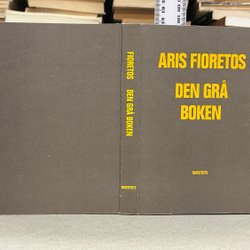 ARIS FIORETOS
DEN GRÅ
BOKEN
NORSTEDTS
FIORETOS DEN GRÅ BOKEN
NORSTEDTS